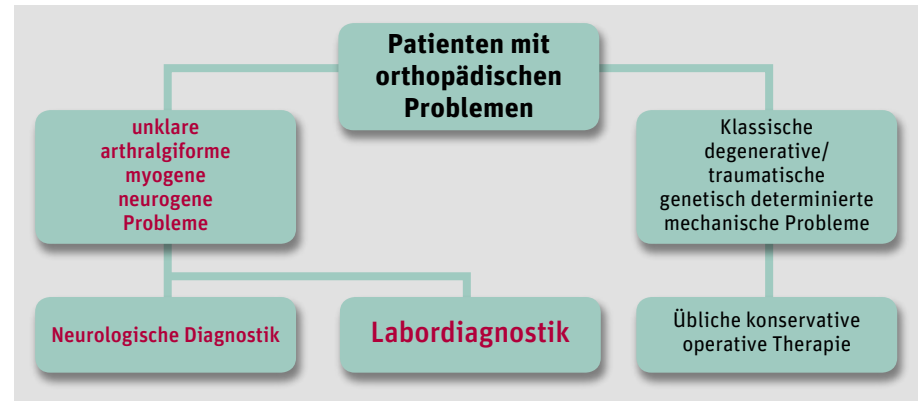 Patienten mit
orthopädischen
Problemen
unklare
arthralgiforme
myogene
neurogene
Probleme
Klassische
degenerative/
traumatische
genetisch determinierte
mechanische Probleme
Neurologische Diagnostik
Labordiagnostik
Übliche konservative
operative Therapie